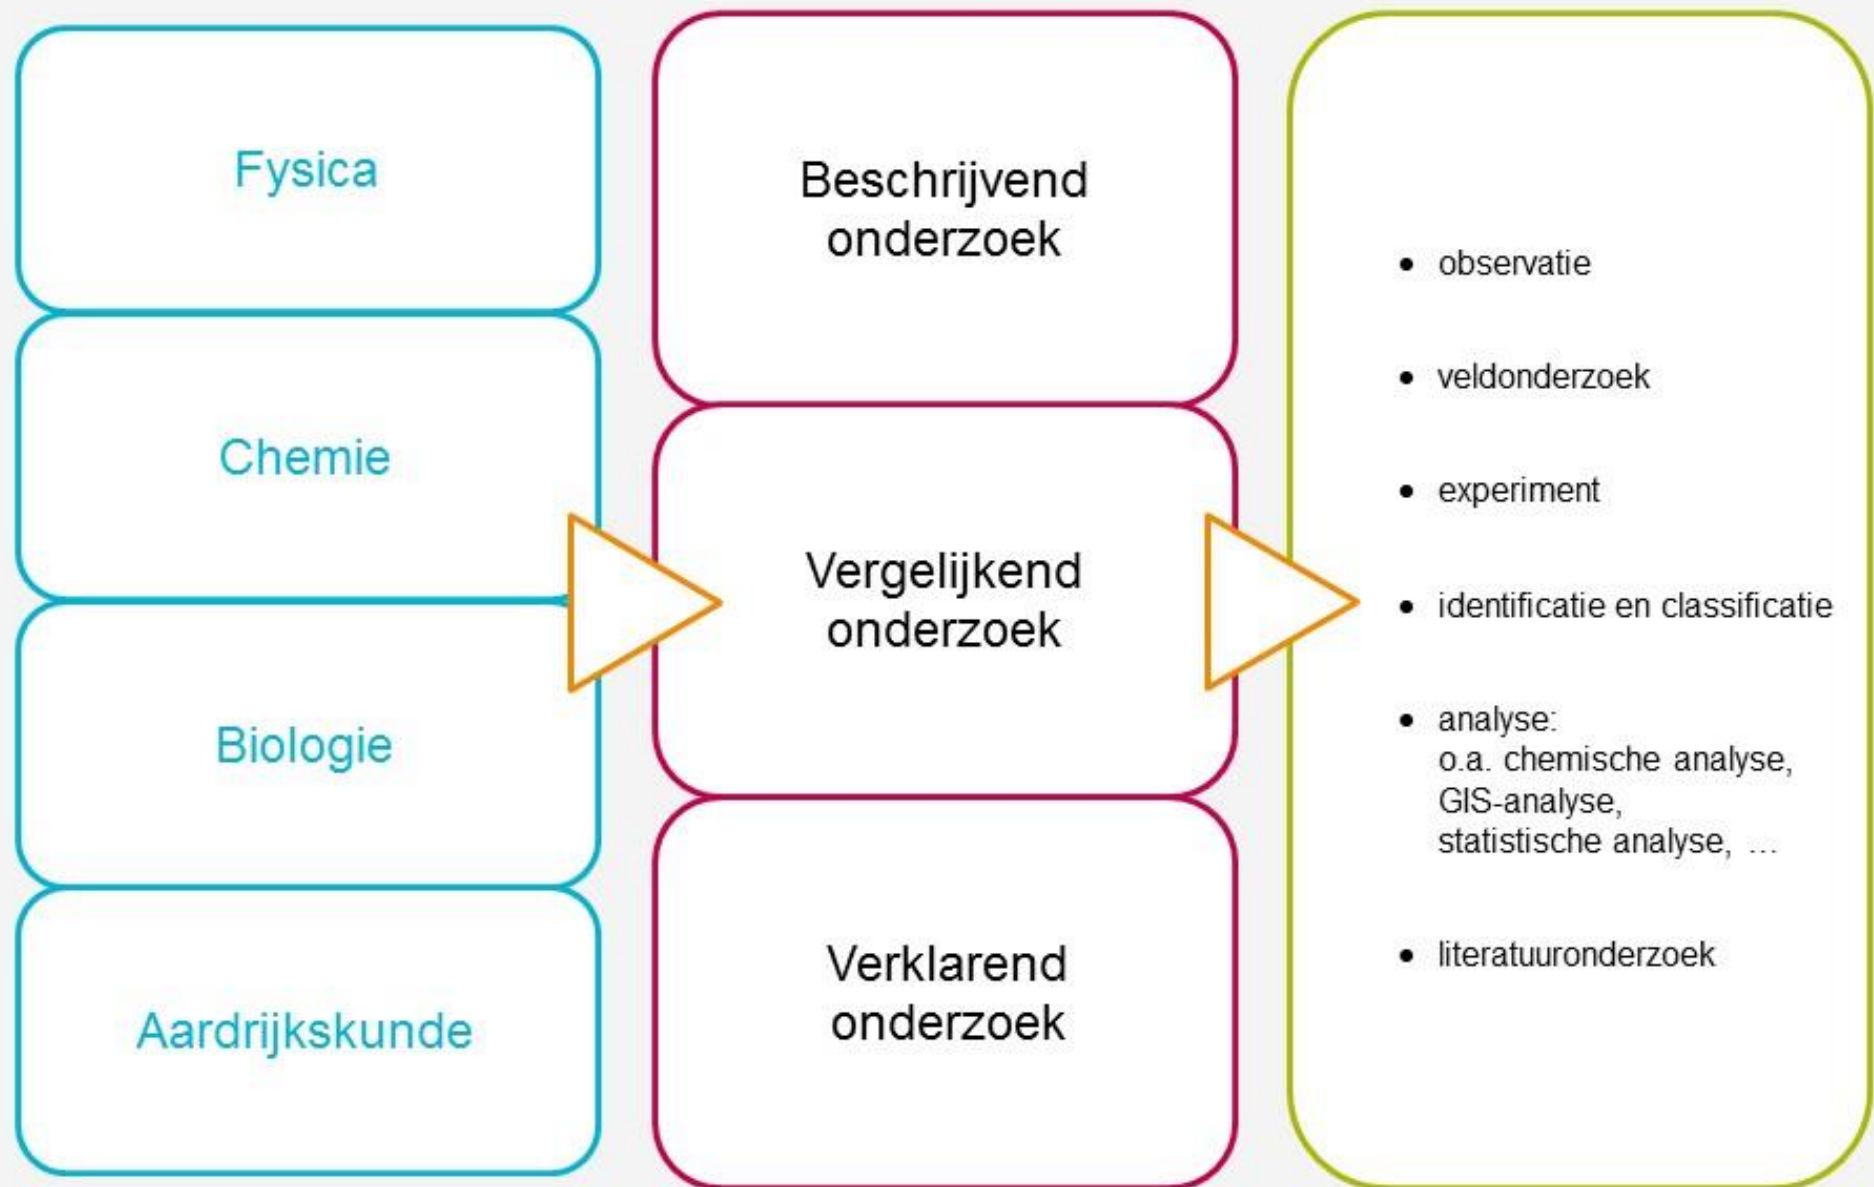 Fysica
Chemie
Biologie
Aardrijkskunde
Beschrijvend
onderzoek
Vergelijkend
onderzoek
Verklarend
onderzoek
• observatie
• veldonderzoek
• experiment
• identificatie en classificatie
• analyse:
o.a. chemische analyse,
GIS-analyse,
statistische analyse, ...
• literatuuronderzoek